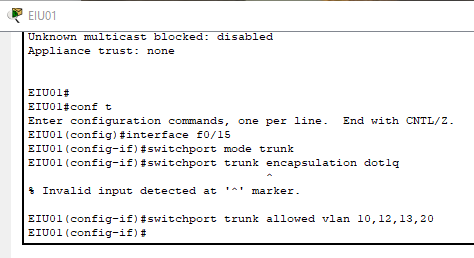 EIU01
Unknown multicast blocked: disabled
Appliance trust: none
EIU01#
EIU01#conf t
Enter configuration commands, one per line.  End with CNTL/Z.
EIU01(config)#interface f0/15
EIU01(config-if)#switchport mode trunk
EIU01(config-if)#switchport trunk encapsulation dot1q
^
% Invalid input detected at '^' marker.
EIU01(config-if)#switchport trunk allowed vlan 10,12,13,20
EIU01(config-if)#